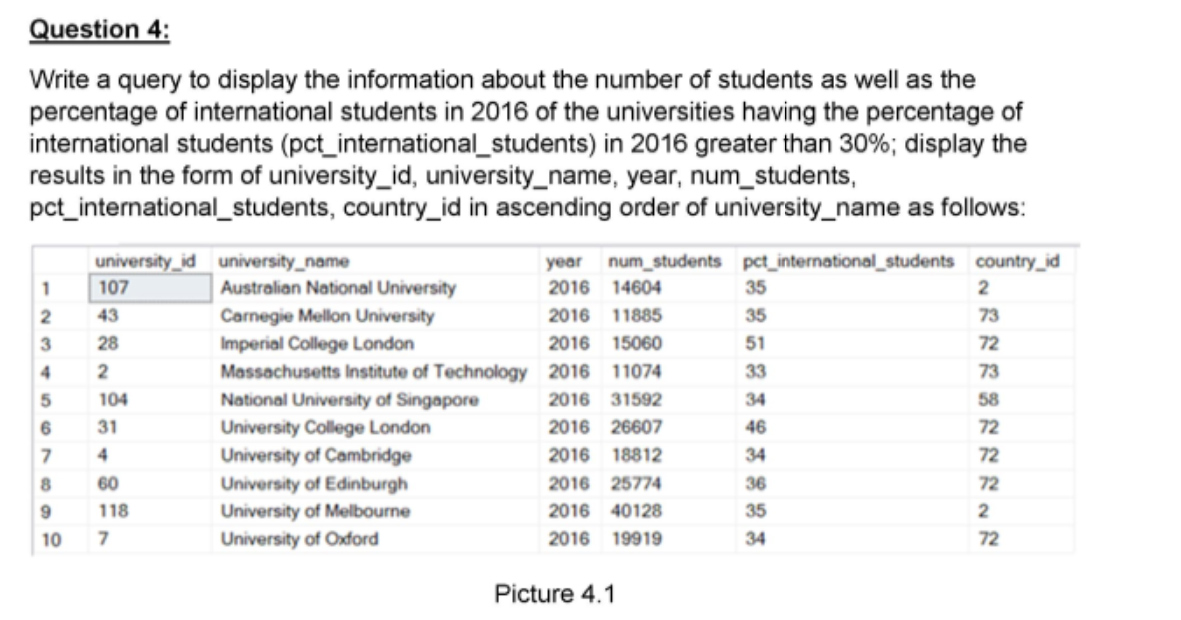 Question 4:
Write a query to display the information about the number of students as well as the
percentage of international students in 2016 of the universities having the percentage of
international students (pct_international_students) in 2016 greater than 30%; display the
results in the form of university_id, university_name, year, num_students,
pct_international_students, country_id in ascending order of university_name as follows:
university_id university_name year num_students pct_international_students country_id
1 107 Australian National University 2016 14604 35 2
2 43 Carnegie Mellon University 2016 11885 35 73
3 28 Imperial College London 2016 15060 51 72
4 2 Massachusetts Institute of Technology 2016 11074 33 73
5 104 National University of Singapore 2016 31592 34 58
6 31 University College London 2016 26607 46 72
7 4 University of Cambridge 2016 18812 34 72
8 60 University of Edinburgh 2016 25774 36 72
9 118 University of Melbourne 2016 40128 35 2
10 7 University of Oxford 2016 19919 34 72
Picture 4.1